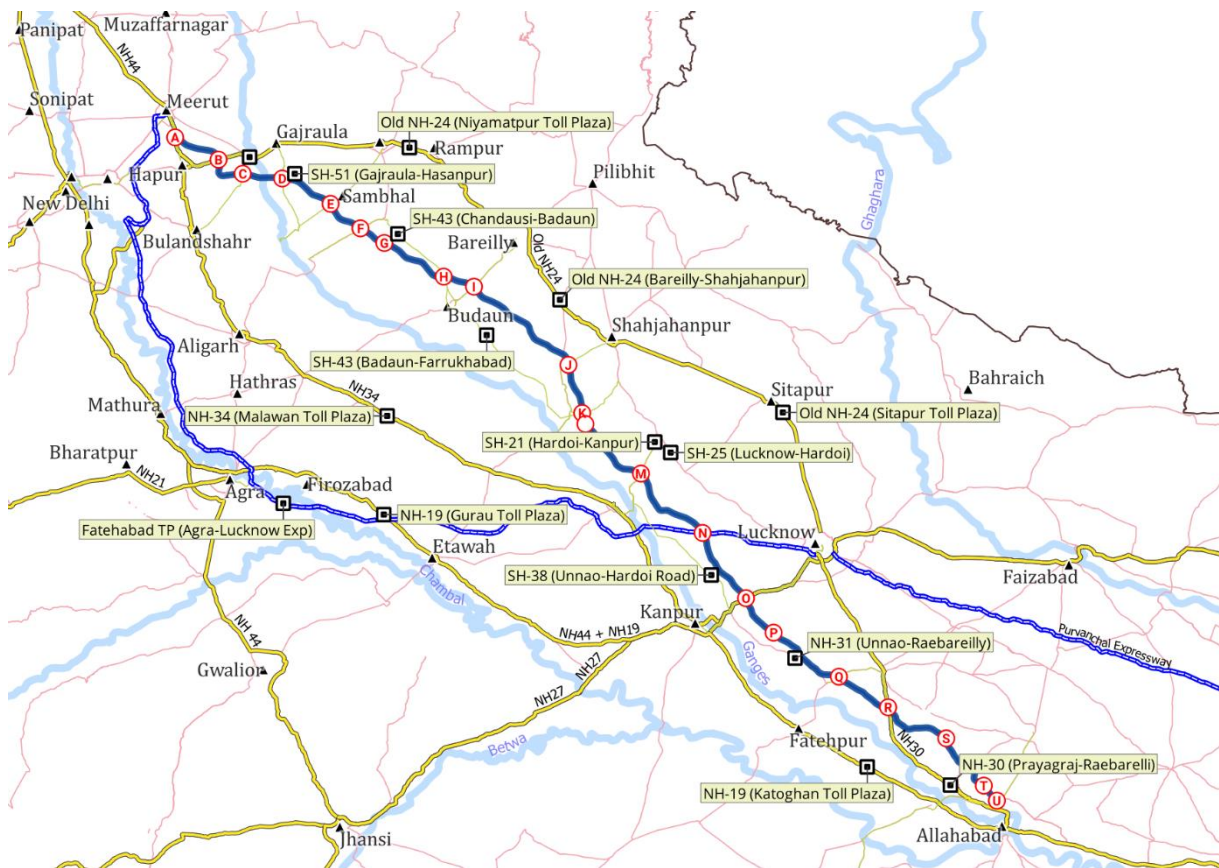 Panipat
Muzaffarnagar
NH44
Sonipat
Meerut
A
Gajraula
Old NH-24 (Niyamatpur Toll Plaza)
Rampur
B
Hapur
C
D
SH-51 (Gajraula-Hasanpur)
Pilibhit
New Delhi
E
Sambhal
Ghaghara
Bulandshahr
F
SH-43 (Chandausi-Badaun)
G
Bareilly
Old NH24
H
I
Old NH-24 (Bareilly-Shahjahanpur)
Budaun
Shahjahanpur
Aligarh
SH-43 (Badaun-Farrukhabad)
J
Hathras
NH34
Sitapur
Bahraich
Mathura
NH-34 (Malawan Toll Plaza)
K
Old NH-24 (Sitapur Toll Plaza)
SH-21 (Hardoi-Kanpur)
SH-25 (Lucknow-Hardoi)
Bharatpur
NH21
M
Agra
Firozabad
Fatehabad TP (Agra-Lucknow Exp)
NH-19 (Gurau Toll Plaza)
N
Lucknow
Etawah
Chambal
SH-38 (Unnao-Hardoi Road)
Faizabad
O
Kanpur
NH 44
NH44 + NH19
P
Purvanchal Expressway
Ganges
NH-31 (Unnao-Raebareilly)
Gwalior
NH27
NH27
Q
R
Betwa
Fatehpur
NH30
S
NH-19 (Katoghan Toll Plaza)
NH-30 (Prayagraj-Raebarelli)
T
U
Jhansi
Allahabad